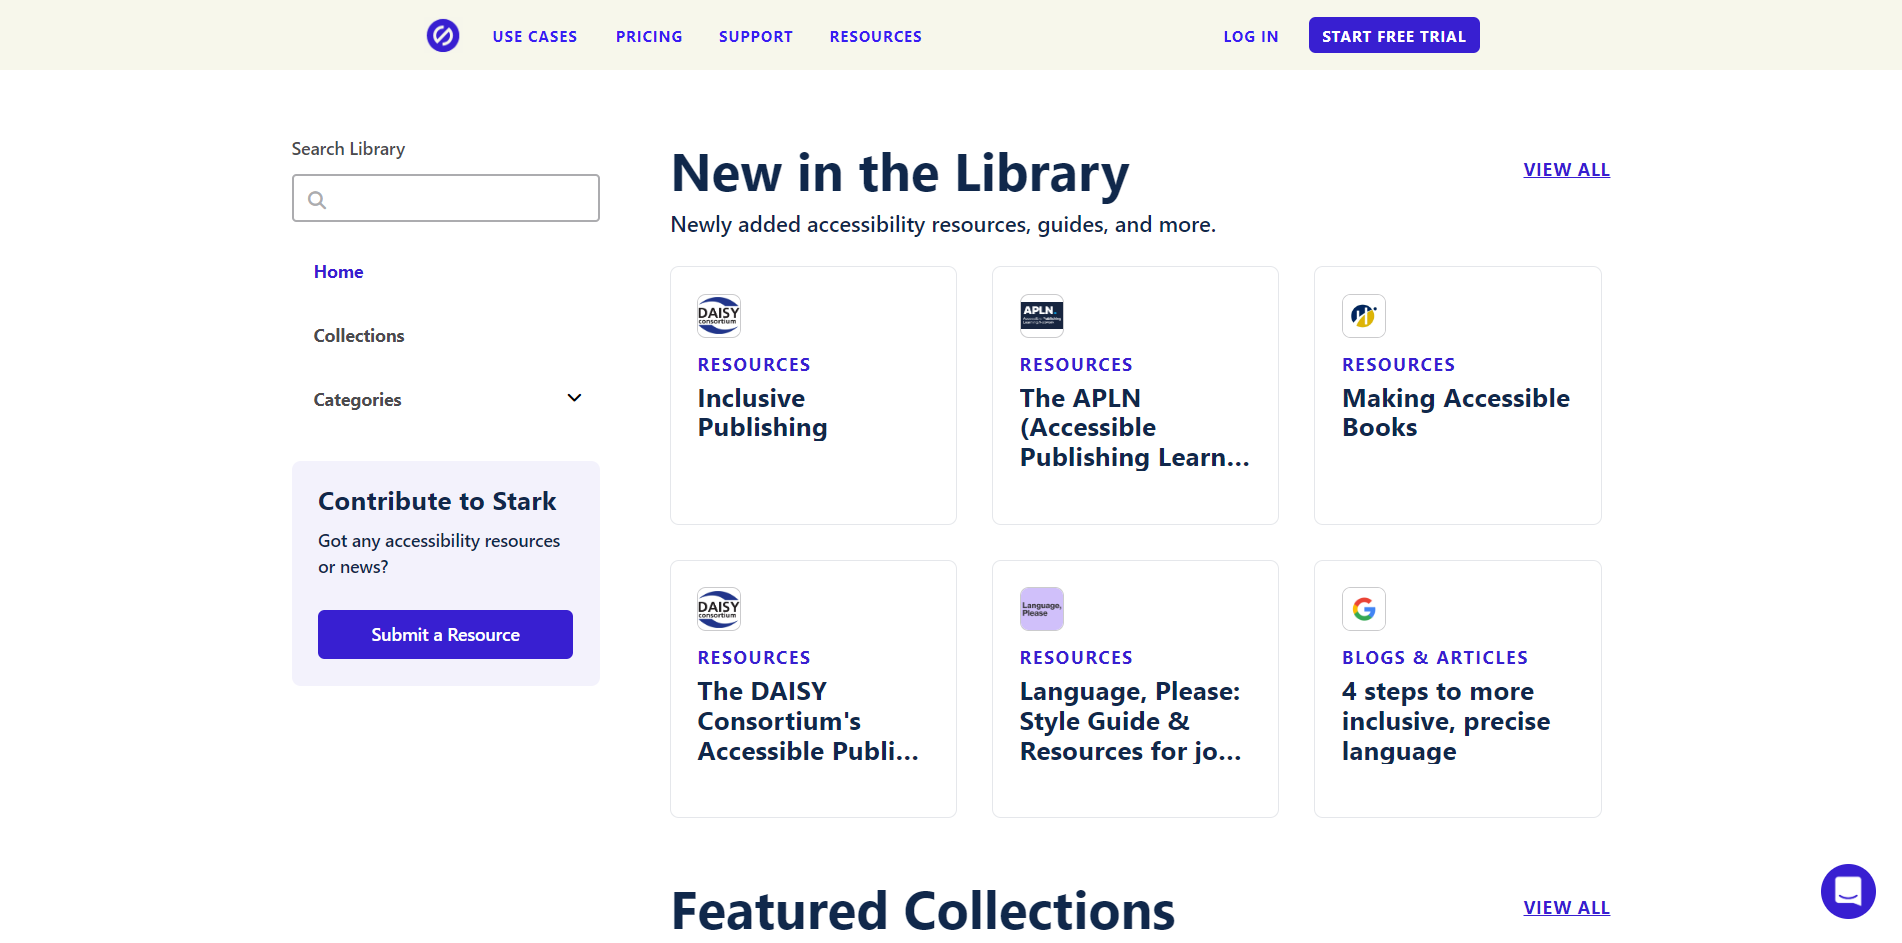 USE CASES PRICING SUPPORT RESOURCES LOG IN START FREE TRIAL
Search Library
Home
Collections
Categories
Contribute to Stark
Got any accessibility resources
or news?
Submit a Resource
New in the Library
VIEW ALL
Newly added accessibility resources, guides, and more.
DAISY
consortium
RESOURCES
Inclusive
Publishing
APLN
Accessible Publishing
Learning Network
RESOURCES
The APLN
(Accessible
Publishing Learn...
RESOURCES
Making Accessible
Books
DAISY
consortium
RESOURCES
The DAISY
Consortium's
Accessible Publi...
Language,
Please
RESOURCES
Language, Please:
Style Guide &
Resources for jo...
G
BLOGS & ARTICLES
4 steps to more
inclusive, precise
language
Featured Collections
VIEW ALL